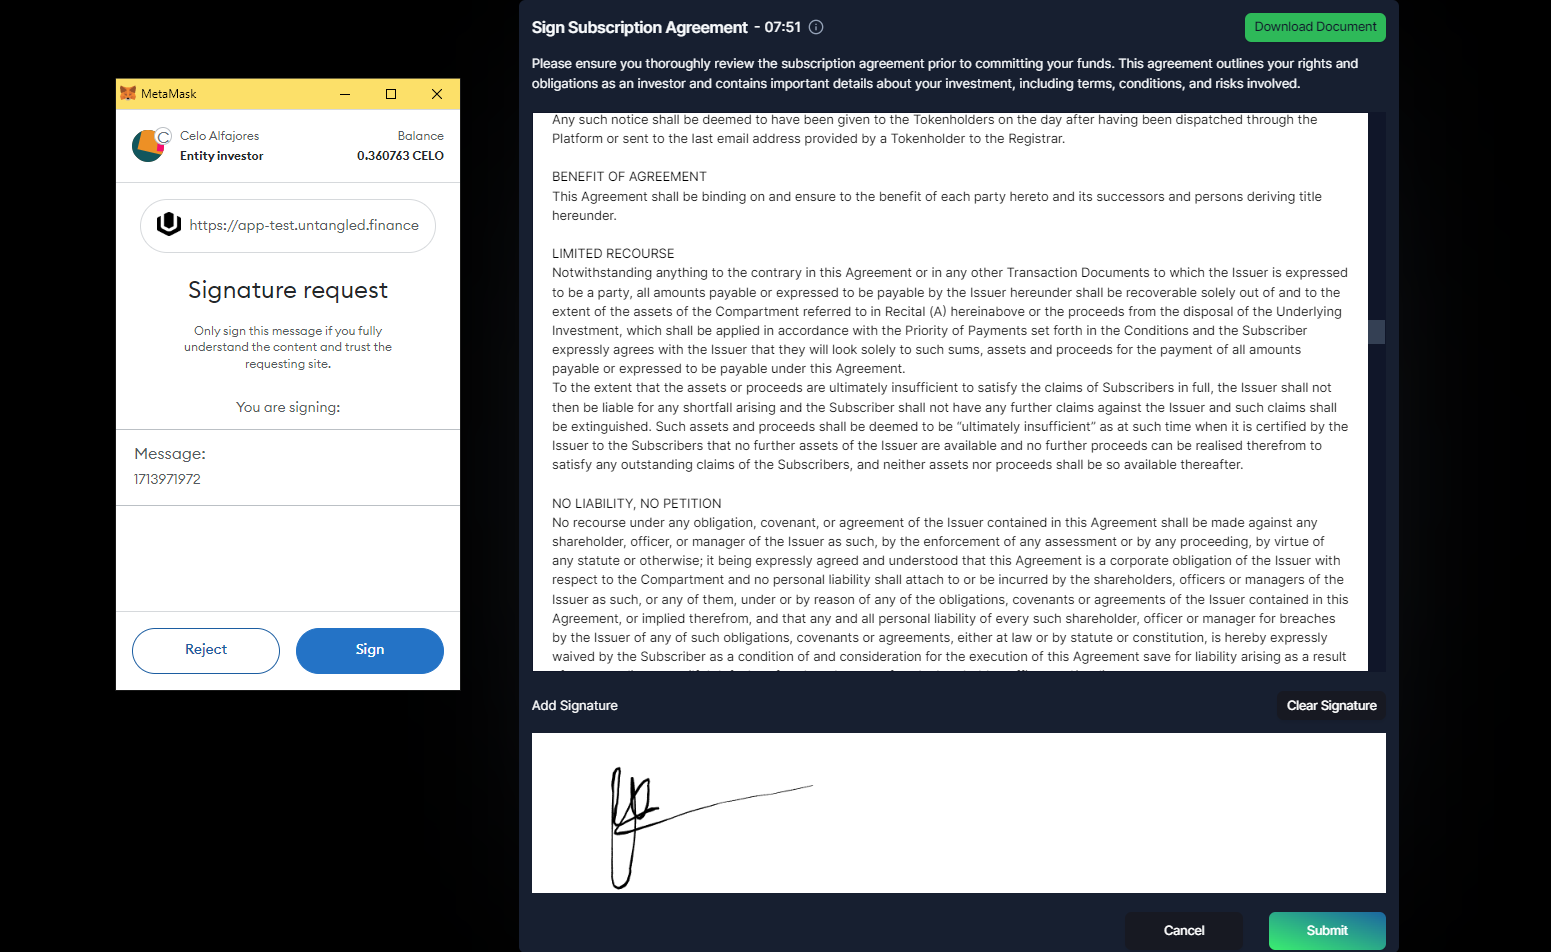 MetaMask
Celo Alfajores
Balance
Entity investor
0.360763 CELO
https://app-test.untangled.finance
Signature request
Only sign this message if you fully
understand the content and trust the
requesting site.
You are signing:
Message:
1713971972
Reject
Sign
Sign Subscription Agreement - 07:51
Download Document
Please ensure you thoroughly review the subscription agreement prior to committing your funds. This agreement outlines your rights and
obligations as an investor and contains important details about your investment, including terms, conditions, and risks involved.
Any such notice shall be deemed to have been given to the Tokenholders on the day after having been dispatched through the
Platform or sent to the last email address provided by a Tokenholder to the Registrar.
BENEFIT OF AGREEMENT
This Agreement shall be binding on and ensure to the benefit of each party hereto and its successors and persons deriving title
hereunder.
LIMITED RECOURSE
Notwithstanding anything to the contrary in this Agreement or in any other Transaction Documents to which the Issuer is expressed
to be a party, all amounts payable or expressed to be payable by the Issuer hereunder shall be recoverable solely out of and to the
extent of the assets of the Compartment referred to in Recital (A) hereinabove or the proceeds from the disposal of the Underlying
Investment, which shall be applied in accordance with the Priority of Payments set forth in the Conditions and the Subscriber
expressly agrees with the Issuer that they will look solely to such sums, assets and proceeds for the payment of all amounts
payable or expressed to be payable under this Agreement.
To the extent that the assets or proceeds are ultimately insufficient to satisfy the claims of Subscribers in full, the Issuer shall not
then be liable for any shortfall arising and the Subscriber shall not have any further claims against the Issuer and such claims shall
be extinguished. Such assets and proceeds shall be deemed to be “ultimately insufficient” as at such time when it is certified by the
Issuer to the Subscribers that no further assets of the Issuer are available and no further proceeds can be realised therefrom to
satisfy any outstanding claims of the Subscribers, and neither assets nor proceeds shall be so available thereafter.
NO LIABILITY, NO PETITION
No recourse under any obligation, covenant, or agreement of the Issuer contained in this Agreement shall be made against any
shareholder, officer, or manager of the Issuer as such, by the enforcement of any assessment or by any proceeding, by virtue of
any statute or otherwise; it being expressly agreed and understood that this Agreement is a corporate obligation of the Issuer with
respect to the Compartment and no personal liability shall attach to or be incurred by the shareholders, officers or managers of the
Issuer as such, or any of them, under or by reason of any of the obligations, covenants or agreements of the Issuer contained in this
Agreement, or implied therefrom, and that any and all personal liability of every such shareholder, officer or manager for breaches
by the Issuer of any of such obligations, covenants or agreements, either at law or by statute or constitution, is hereby expressly
waived by the Subscriber as a condition of and consideration for the execution of this Agreement save for liability arising as a result
Add Signature
Clear Signature
Cancel
Submit